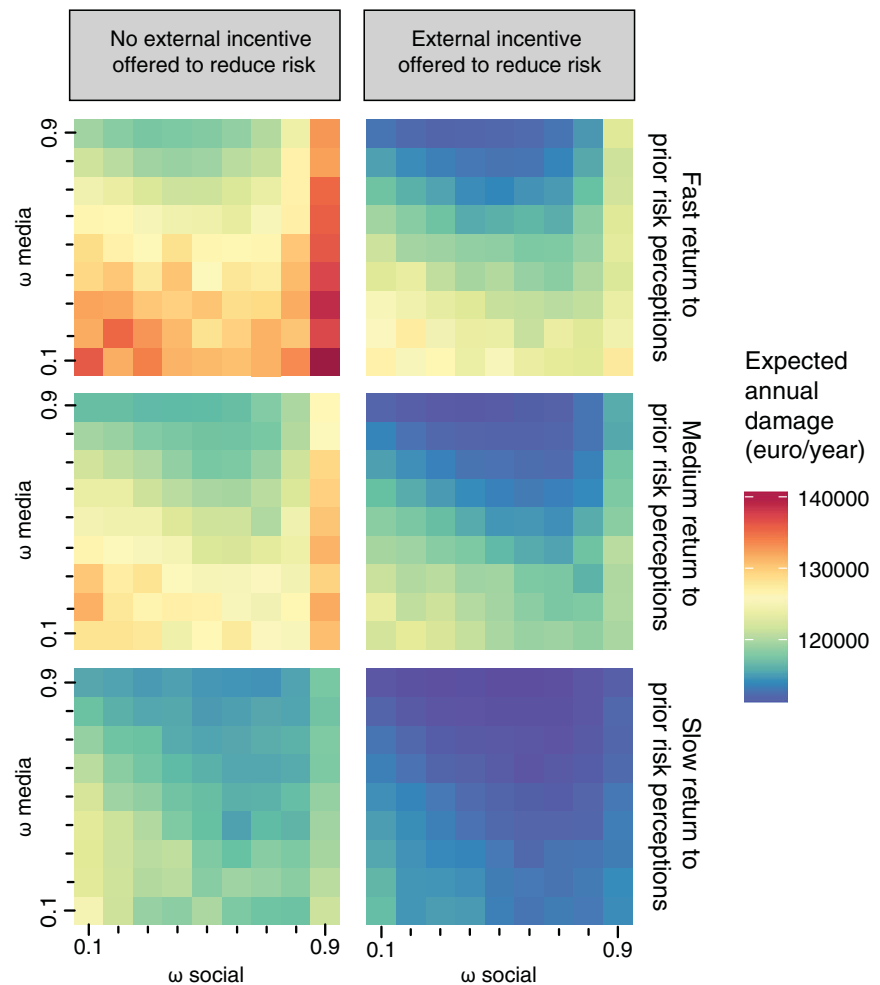 No external incentive
offered to reduce risk
External incentive
offered to reduce risk
0.9
ω media
0.1
Fast return to
prior risk perceptions
0.9
ω media
0.1
Medium return to
prior risk perceptions
0.9
ω media
0.1
Slow return to
prior risk perceptions
0.1
0.9
ω social
0.1
0.9
ω social
Expected
annual
damage
(euro/year)
140000
130000
120000